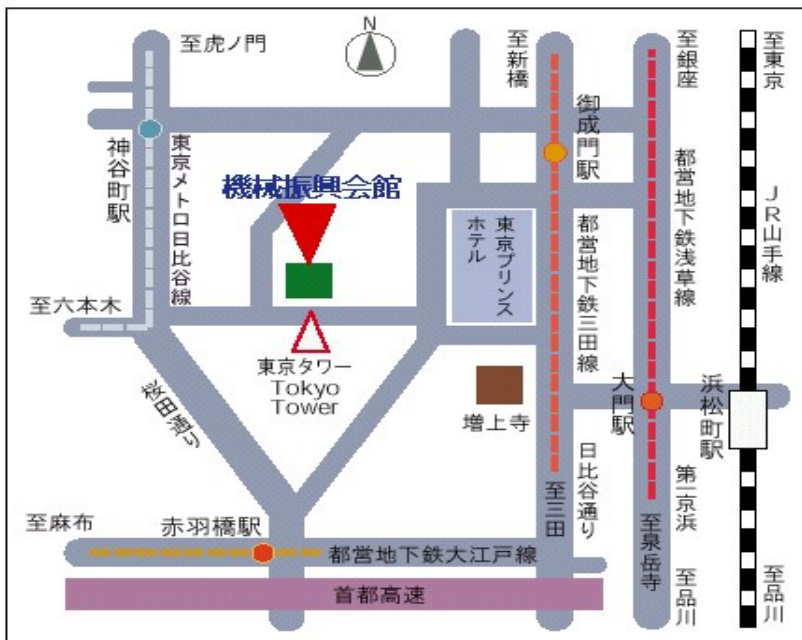 至虎ノ門
N
至新橋
至銀座
至東京
神谷町駅
東京メトロ日比谷線
御成門駅
都営地下鉄浅草線
JR山手線
機械振興会館
東京プリンス
ホテル
都営地下鉄三田線
至六本木
東京タワー
Tokyo
Tower
増上寺
大門駅
浜松町駅
桜田通り
日比谷通り
第一京浜
至三田
至泉岳寺
至品川
至品川
至麻布
赤羽橋駅
都営地下鉄大江戸線
首都高速